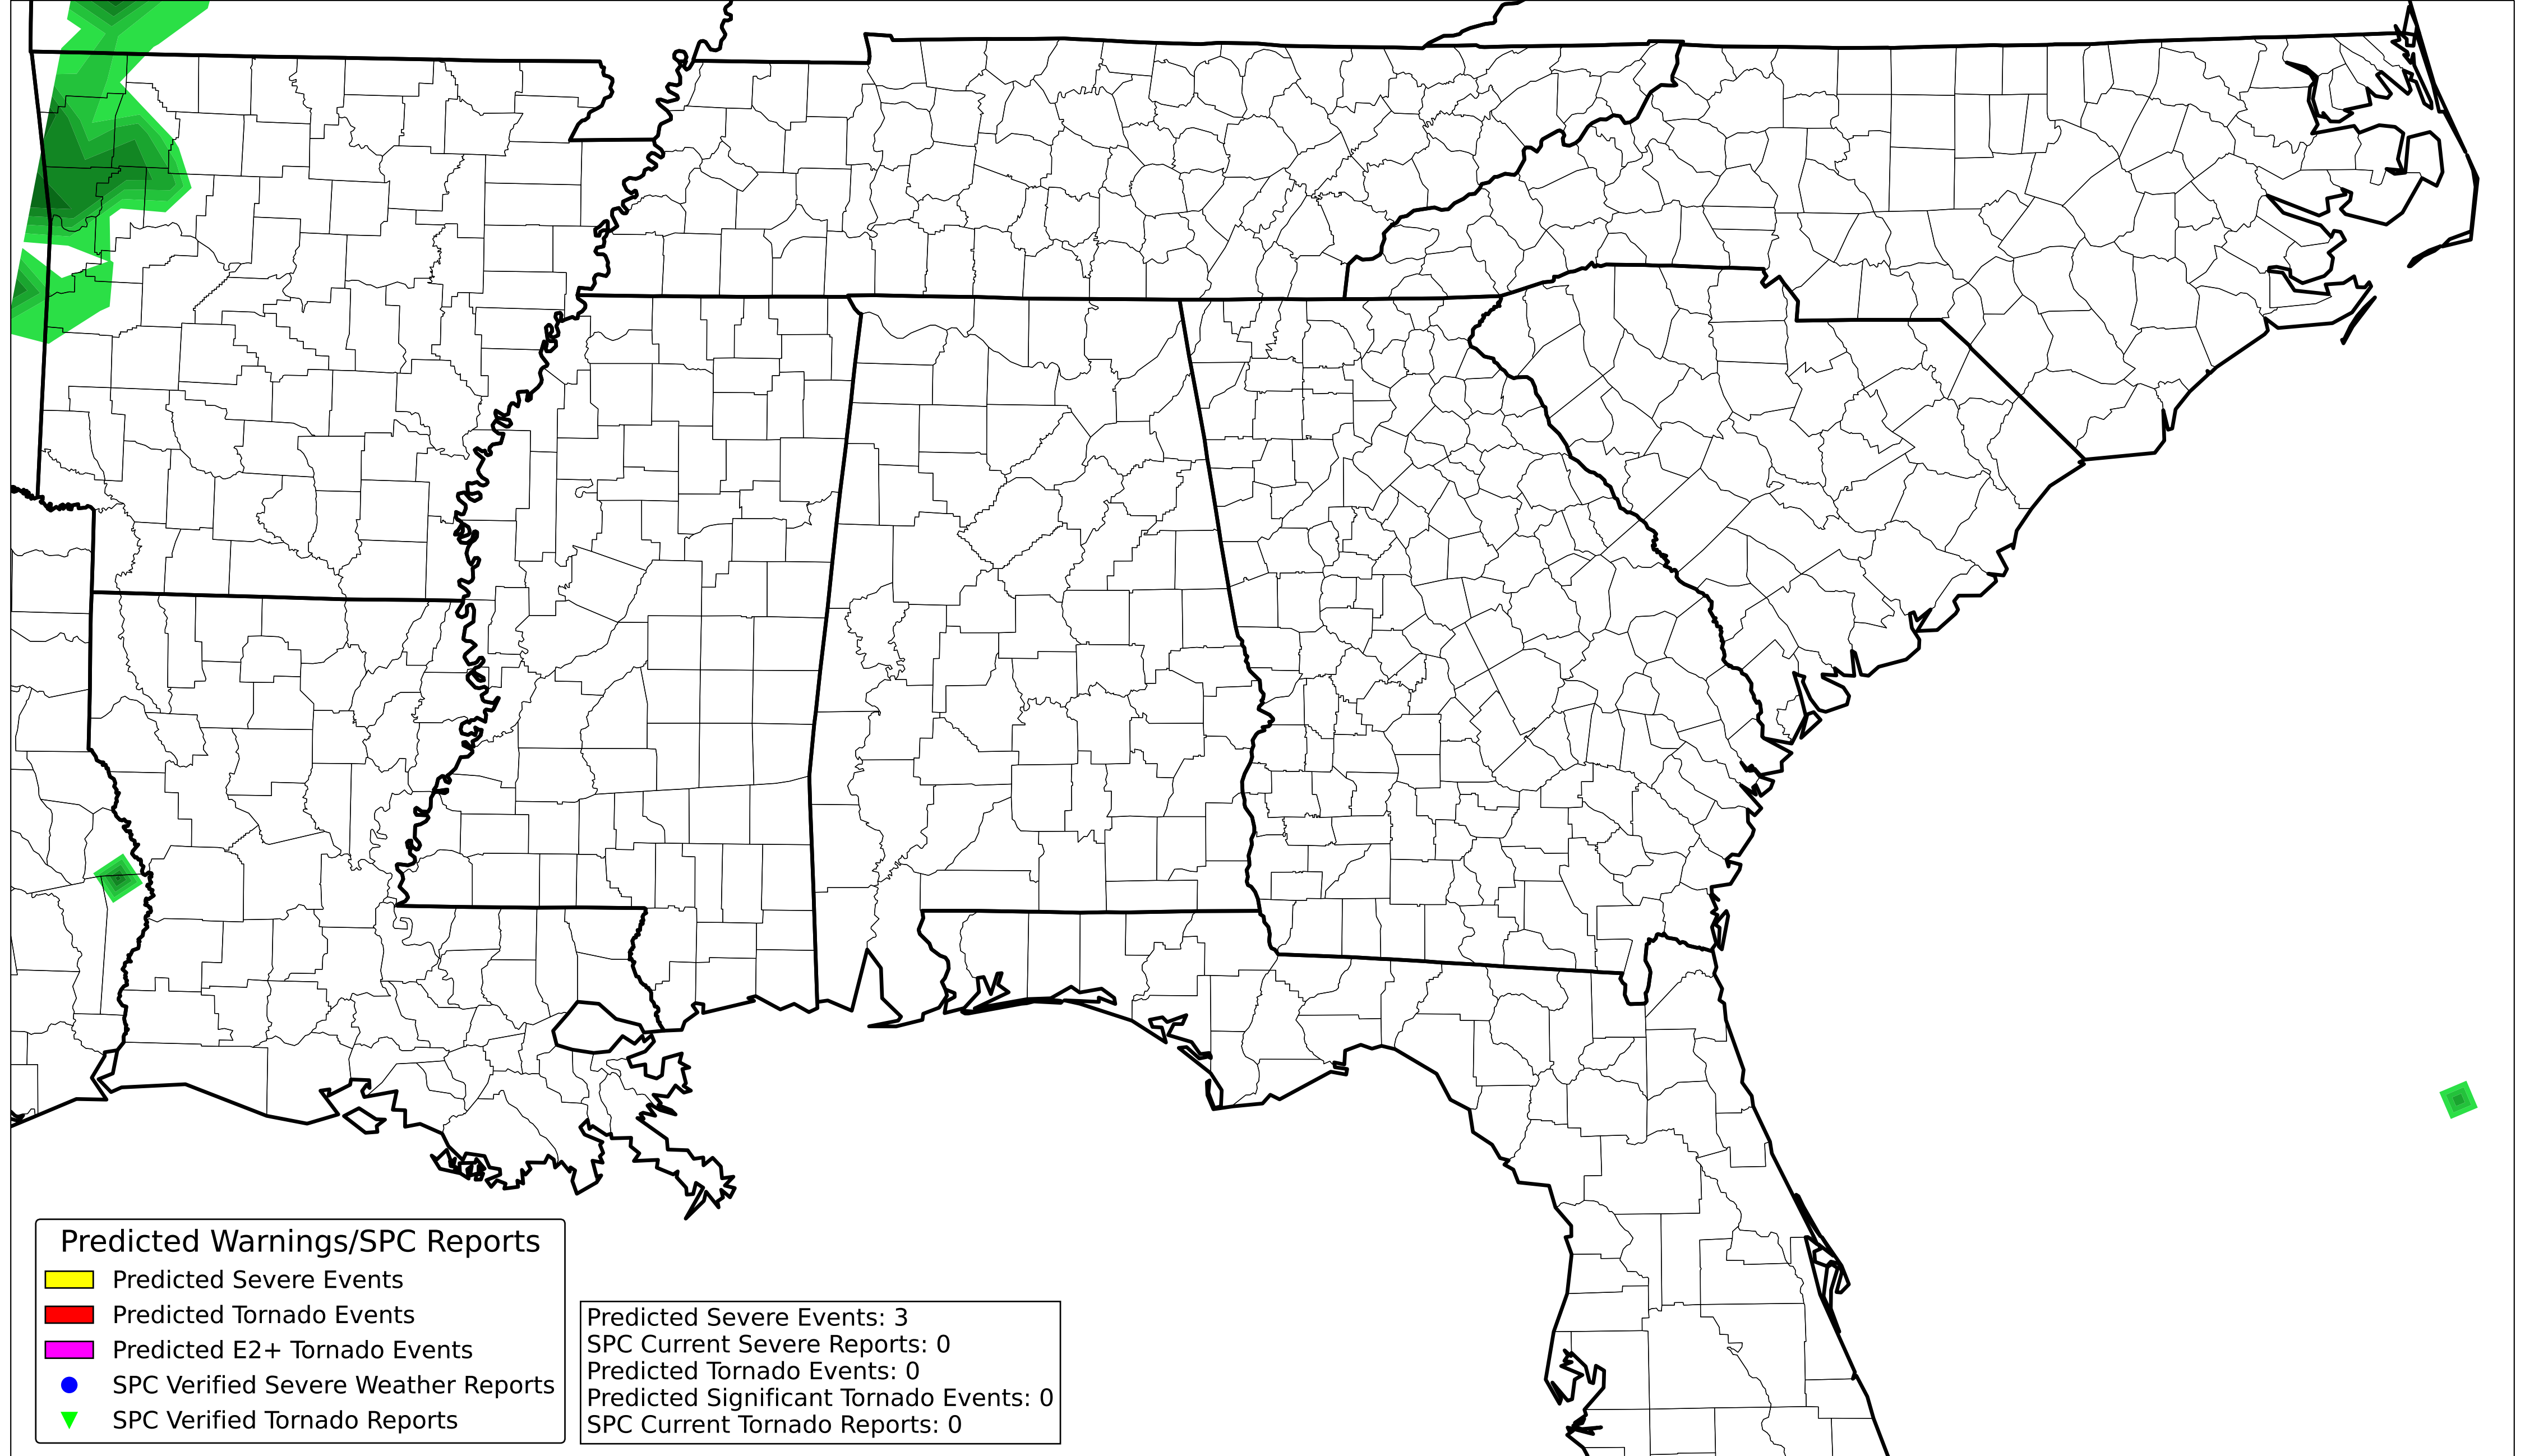 Predicted Warnings/SPC Reports
Predicted Severe Events
Predicted Tornado Events
Predicted E2+ Tornado Events
SPC Verified Severe Weather Reports
SPC Verified Tornado Reports
Predicted Severe Events: 3
SPC Current Severe Reports: 0
Predicted Tornado Events: 0
Predicted Significant Tornado Events: 0
SPC Current Tornado Reports: 0